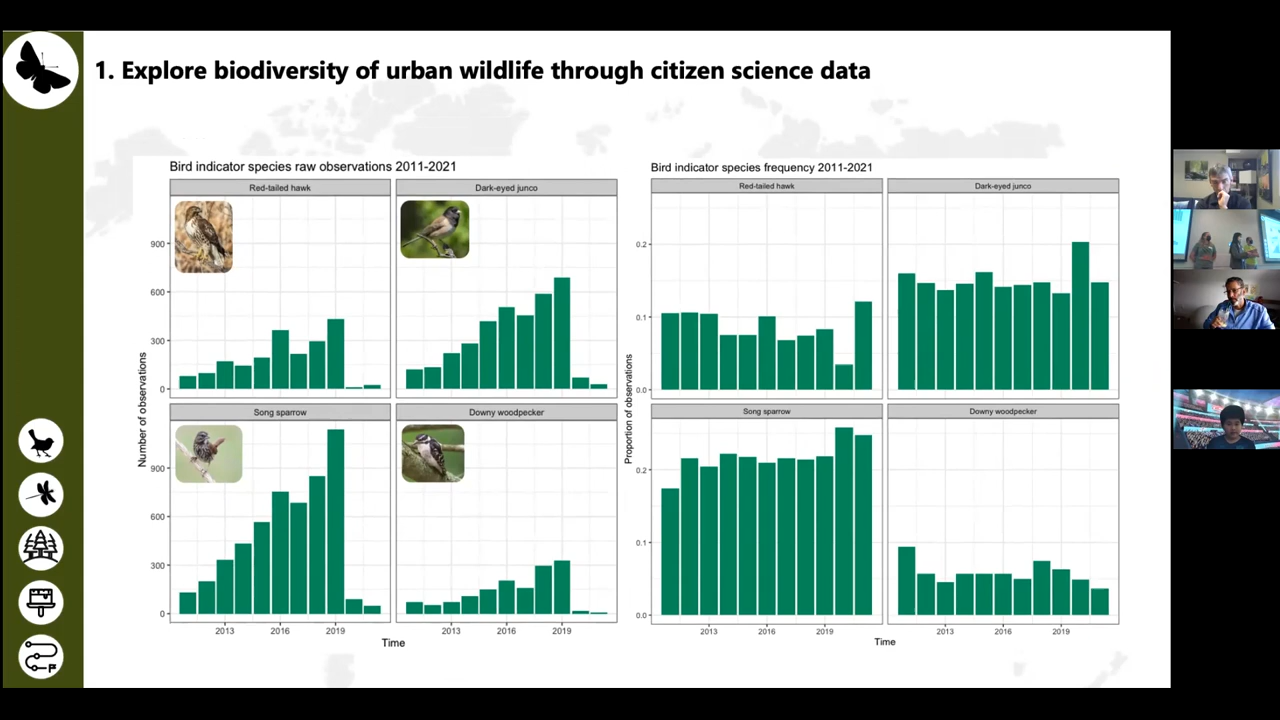 1. Explore biodiversity of urban wildlife through citizen science data
Bird indicator species raw observations 2011-2021
Red-tailed hawk
Dark-eyed junco
900
600
300
0
Song sparrow
Downy woodpecker
900
600
300
0
2013
2016
2019
2013
2016
2019
Number of observations
Time
Bird indicator species frequency 2011-2021
Red-tailed hawk
Dark-eyed junco
0.2
0.1
0.0
Song sparrow
Downy woodpecker
0.2
0.1
0.0
2013
2016
2019
2013
2016
2019
Proportion of observations
Time